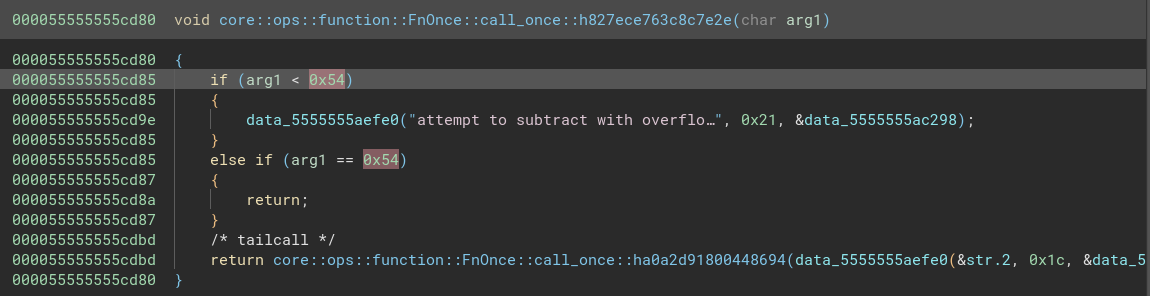 000055555555cd80 void core::ops::function::FnOnce::call_once::h827ece763c8c7e2e(char arg1)
000055555555cd80 {
000055555555cd85 if (arg1 < 0x54)
000055555555cd85 {
000055555555cd9e data_5555555aefe0("attempt to subtract with overflo…", 0x21, &data_5555555ac298);
000055555555cd85 }
000055555555cd85 else if (arg1 == 0x54)
000055555555cd87 {
000055555555cd8a return;
000055555555cd87 }
000055555555cdbd /* tailcall */
000055555555cdbd return core::ops::function::FnOnce::call_once::ha0a2d91800448694(data_5555555aefe0(&str.2, 0x1c, &data_5
000055555555cd80 }